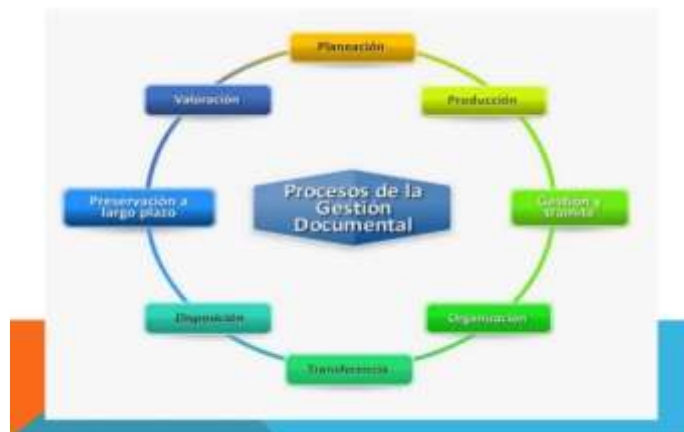 Planeación
Producción
Gestión y
trámite
Organización
Transferencia
Disposición
Preservación a
largo plazo
Valoración
Procesos de la
Gestión
Documental